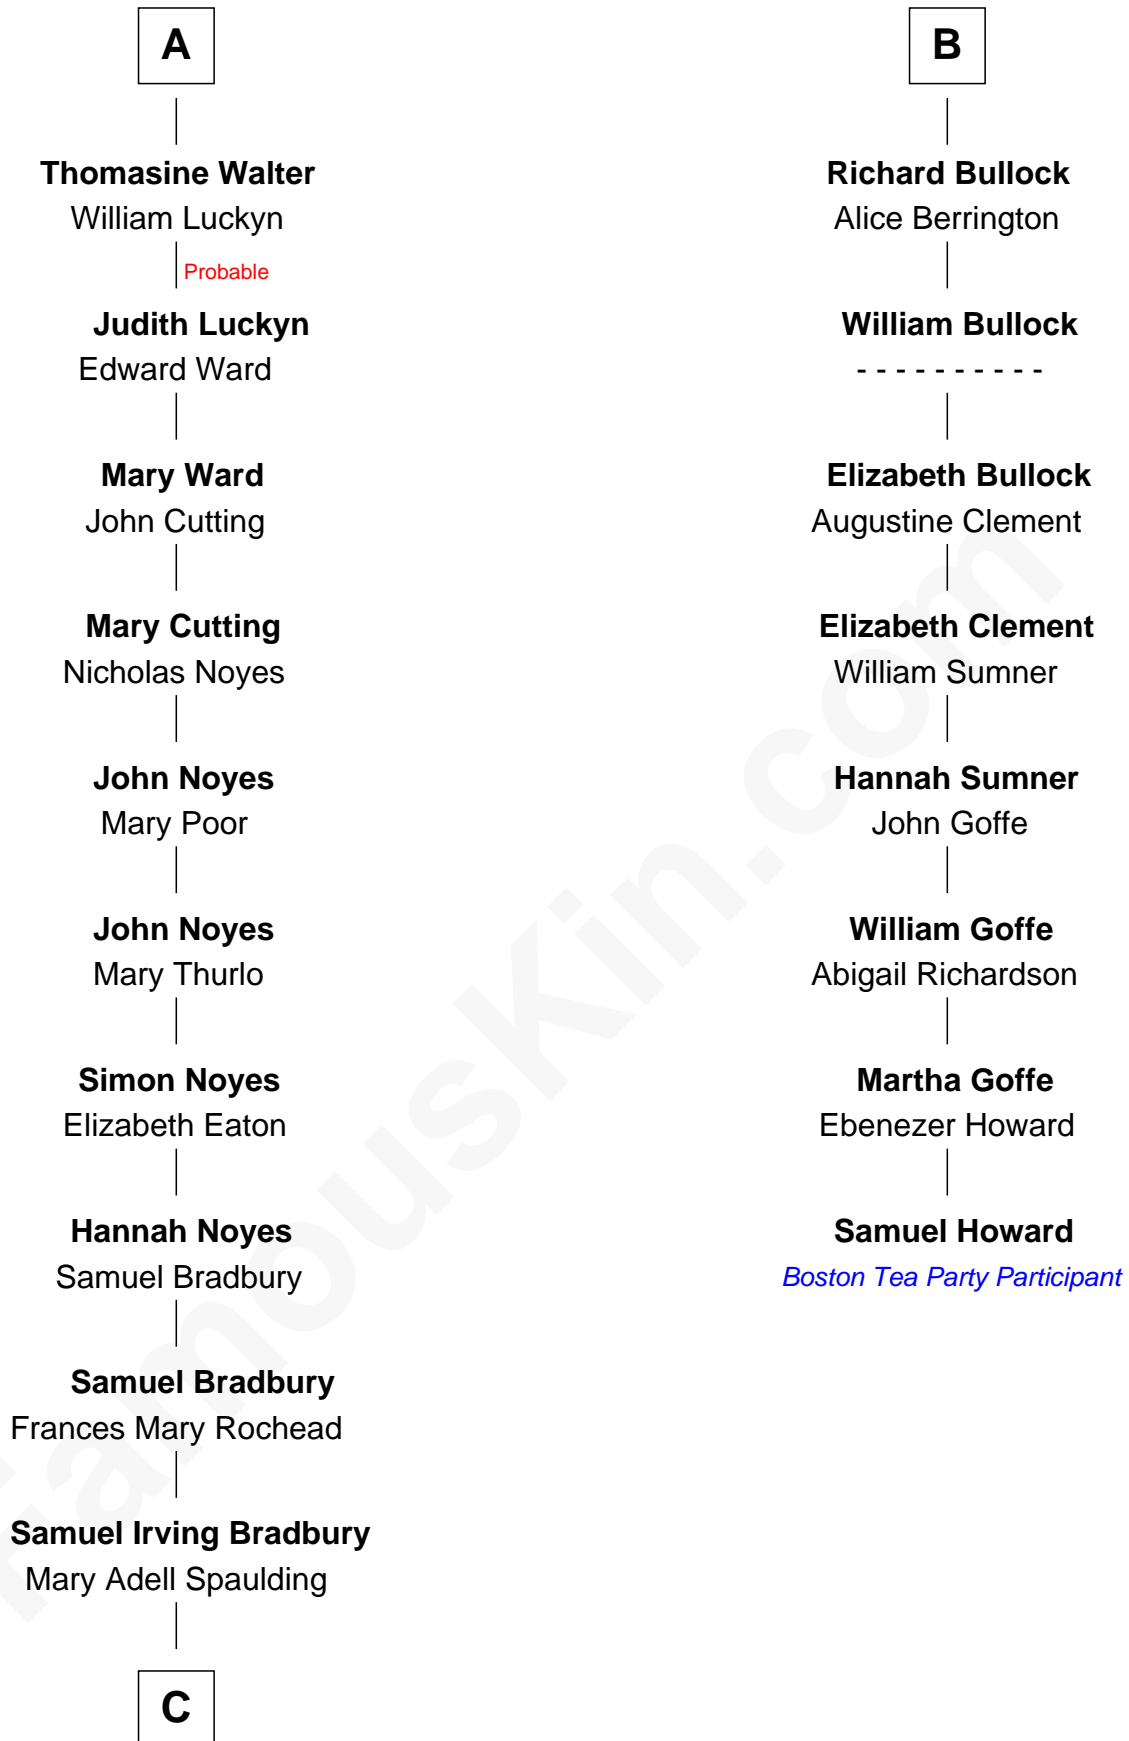 A
Thomasine Walter
William Luckyn
Probable
Judith Luckyn
Edward Ward
Mary Ward
John Cutting
Mary Cutting
Nicholas Noyes
John Noyes
Mary Poor
John Noyes
Mary Thurlo
Simon Noyes
Elizabeth Eaton
Hannah Noyes
Samuel Bradbury
Samuel Bradbury
Frances Mary Rochead
Samuel Irving Bradbury
Mary Adell Spaulding
C
B
Richard Bullock
Alice Berrington
William Bullock
- - - - - - - - - -
Elizabeth Bullock
Augustine Clement
Elizabeth Clement
William Sumner
Hannah Sumner
John Goffe
William Goffe
Abigail Richardson
Martha Goffe
Ebenezer Howard
Samuel Howard
Boston Tea Party Participant
FamousKin.com